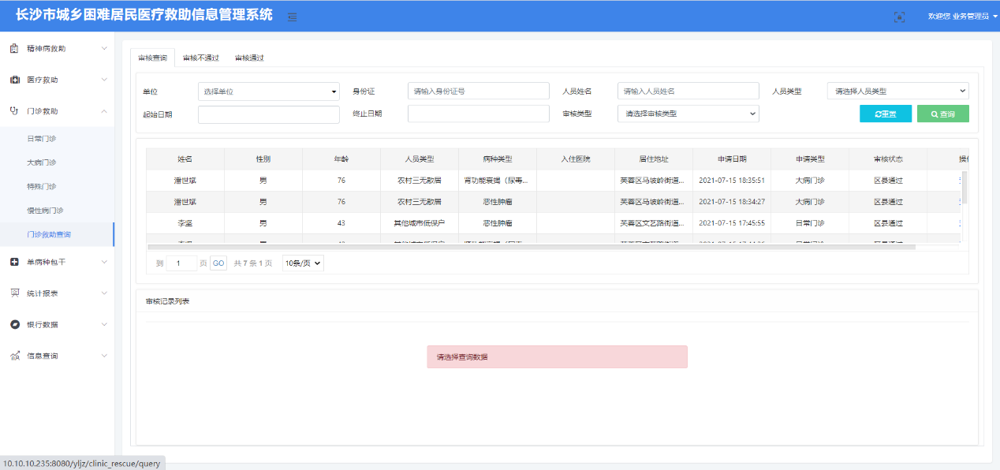 长沙市城乡困难居民医疗救助信息管理系统
欢迎您 业务管理员
精神病救助
医疗救助
门诊救助
日常门诊
大病门诊
特殊门诊
慢性病门诊
门诊救助查询
单病种包干
统计报表
银行数据
信息查询
审核查询 审核不通过 审核通过
单位 选择单位 身份证 请输入身份证号 人员姓名 请输入人员姓名 人员类型 请选择人员类型
起始日期 终止日期 审核类型 请选择审核类型 重置 查询
姓名 性别 年龄 人员类型 病种类型 入住医院 居住地址 申请日期 申请类型 审核状态
潘世斌 男 76 农村三无散居 肾功能衰竭（尿毒... 芙蓉区马坡岭街道... 2021-07-15 18:35:51 大病门诊 区县通过
潘世斌 男 76 农村三无散居 恶性肿瘤 芙蓉区马坡岭街道... 2021-07-15 18:34:27 大病门诊 区县通过
李坚 男 43 其他城市低保户 恶性肿瘤 芙蓉区文艺路街道... 2021-07-15 17:45:55 日常门诊 区县通过
到 1 页 GO 共 7 条 1 页 10条/页
审核记录列表
请选择查询数据
10.10.10.235:8080/yljz/clinic_rescue/query